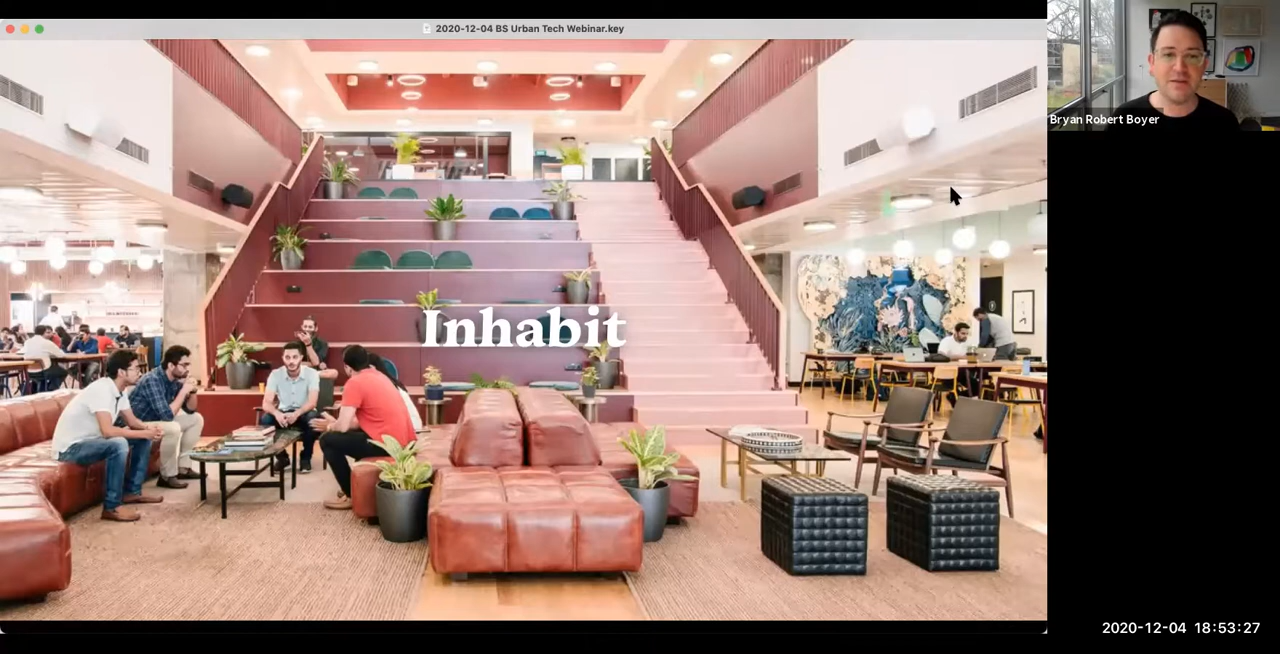 2020-12-04 BS Urban Tech Webinar.key
Bryan Robert Boyer
Inhabit
2020-12-04 18:53:27